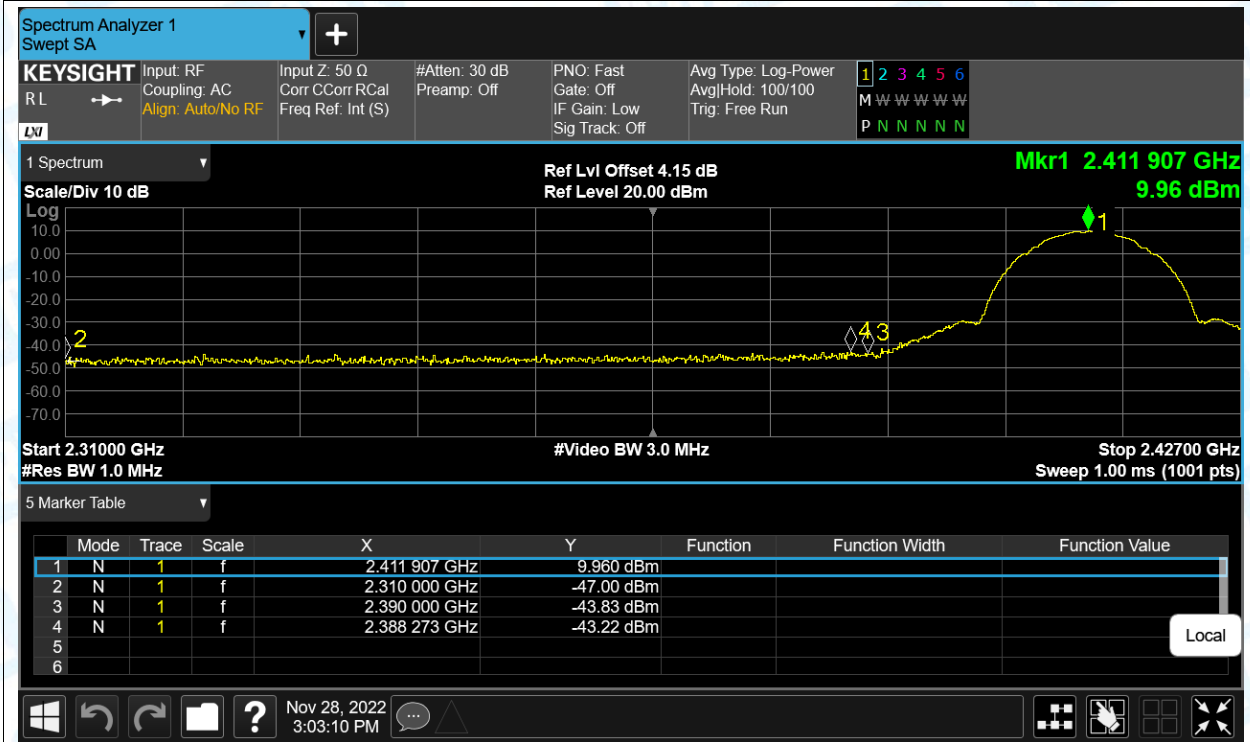 Spectrum Analyzer 1
Swept SA
+
KEYSIGHT
R L
LXI
Input: RF
Coupling: AC
Align: Auto/No RF
Input Z: 50 Ω
Corr CCorr RCal
Freq Ref: Int (S)
#Atten: 30 dB
Preamp: Off
PNO: Fast
Gate: Off
IF Gain: Low
Sig Track: Off
Avg Type: Log-Power
Avg|Hold: 100/100
Trig: Free Run
1 2 3 4 5 6
M W W W W W
P N N N N N N
1 Spectrum
Scale/Div 10 dB
Ref Lvl Offset 4.15 dB
Ref Level 20.00 dBm
Mkr1 2.411 907 GHz
9.96 dBm
Log
10.0
0.00
-10.0
-20.0
-30.0
-40.0
-50.0
-60.0
-70.0
2
4 3
1
Start 2.31000 GHz
#Video BW 3.0 MHz
Stop 2.42700 GHz
#Res BW 1.0 MHz
Sweep 1.00 ms (1001 pts)
5 Marker Table
Mode Trace Scale X Y Function Function Width Function Value
1 N 1 f 2.411 907 GHz 9.960 dBm
2 N 1 f 2.310 000 GHz -47.00 dBm
3 N 1 f 2.390 000 GHz -43.83 dBm
4 N 1 f 2.388 273 GHz -43.22 dBm
5
6
Local
?
Nov 28, 2022
3:03:10 PM